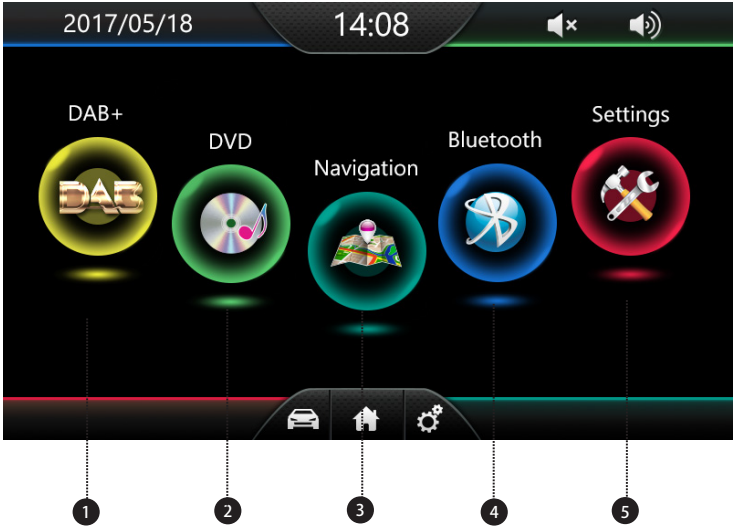 2017/05/18 14:08
DAB+
DVD
Navigation
Bluetooth
Settings
DAB
1 2 3 4 5